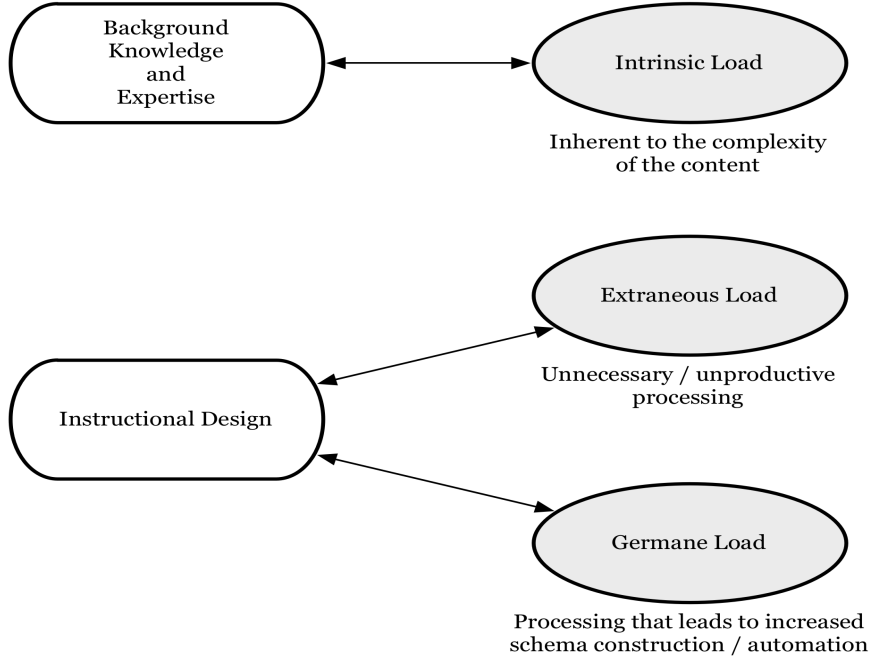 Background
Knowledge
and
Expertise
Intrinsic Load
Inherent to the complexity
of the content
Extraneous Load
Unnecessary / unproductive
processing
Instructional Design
Germane Load
Processing that leads to increased
schema construction / automation